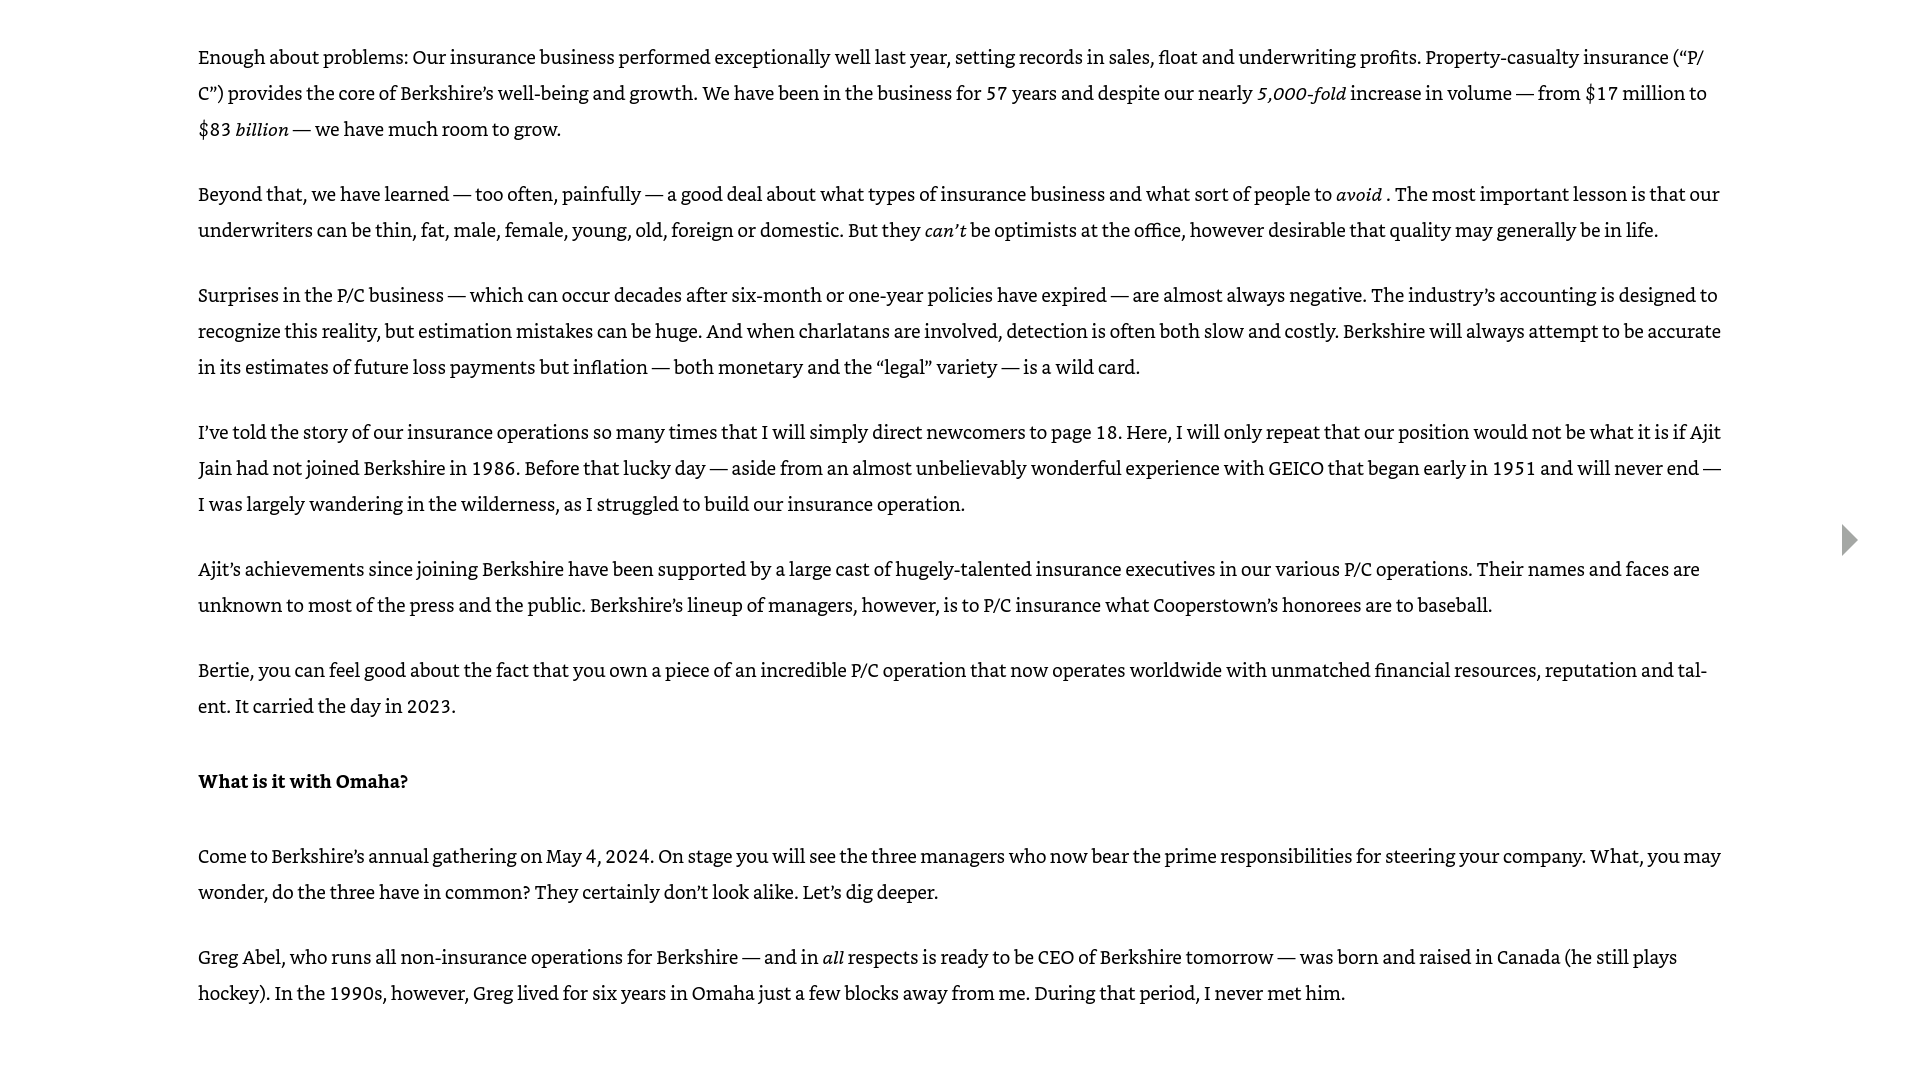 Enough about problems: Our insurance business performed exceptionally well last year, setting records in sales, float and underwriting profits. Property-casualty insurance (“P/
C”) provides the core of Berkshire’s well-being and growth. We have been in the business for 57 years and despite our nearly 5,000-fold increase in volume — from $17 million to
$83 billion — we have much room to grow.
Beyond that, we have learned — too often, painfully — a good deal about what types of insurance business and what sort of people to avoid . The most important lesson is that our
underwriters can be thin, fat, male, female, young, old, foreign or domestic. But they can’t be optimists at the office, however desirable that quality may generally be in life.
Surprises in the P/C business — which can occur decades after six-month or one-year policies have expired — are almost always negative. The industry’s accounting is designed to
recognize this reality, but estimation mistakes can be huge. And when charlatans are involved, detection is often both slow and costly. Berkshire will always attempt to be accurate
in its estimates of future loss payments but inflation — both monetary and the “legal” variety — is a wild card.
I’ve told the story of our insurance operations so many times that I will simply direct newcomers to page 18. Here, I will only repeat that our position would not be what it is if Ajit
Jain had not joined Berkshire in 1986. Before that lucky day — aside from an almost unbelievably wonderful experience with GEICO that began early in 1951 and will never end —
I was largely wandering in the wilderness, as I struggled to build our insurance operation.
Ajit’s achievements since joining Berkshire have been supported by a large cast of hugely-talented insurance executives in our various P/C operations. Their names and faces are
unknown to most of the press and the public. Berkshire’s lineup of managers, however, is to P/C insurance what Cooperstown’s honorees are to baseball.
Bertie, you can feel good about the fact that you own a piece of an incredible P/C operation that now operates worldwide with unmatched financial resources, reputation and tal-
ent. It carried the day in 2023.
What is it with Omaha?
Come to Berkshire’s annual gathering on May 4, 2024. On stage you will see the three managers who now bear the prime responsibilities for steering your company. What, you may
wonder, do the three have in common? They certainly don’t look alike. Let’s dig deeper.
Greg Abel, who runs all non-insurance operations for Berkshire — and in all respects is ready to be CEO of Berkshire tomorrow — was born and raised in Canada (he still plays
hockey). In the 1990s, however, Greg lived for six years in Omaha just a few blocks away from me. During that period, I never met him.